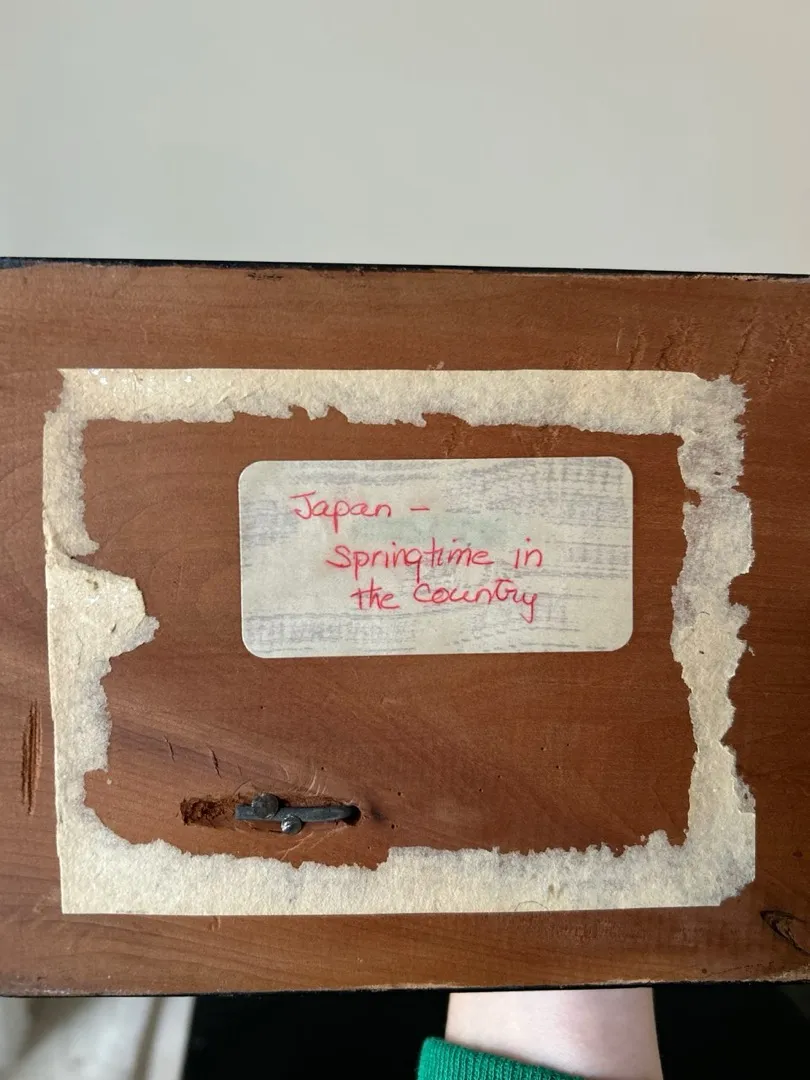 Japan -
Springtime in
the Country